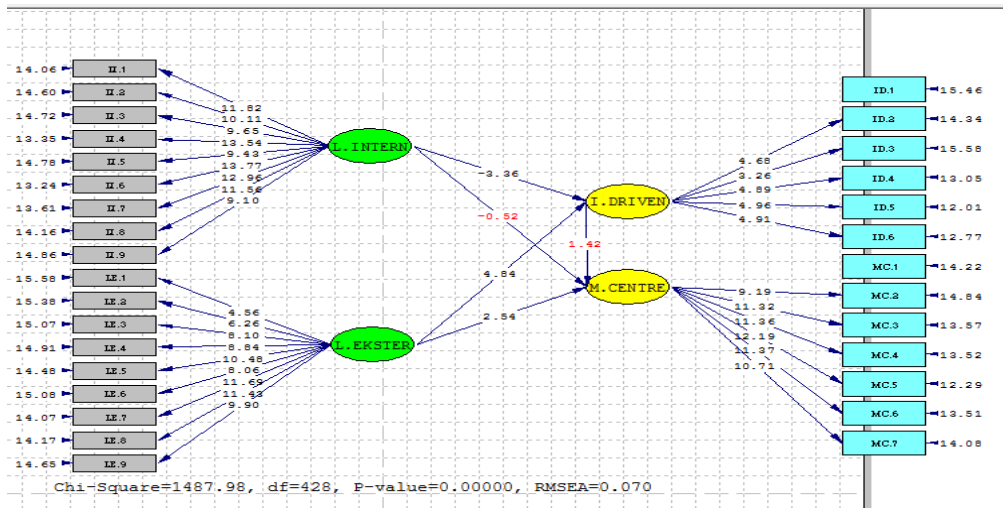 14.06 II.1
14.60 II.2
14.72 II.3
13.35 II.4
14.78 II.5
13.24 II.6
13.61 II.7
14.16 II.8
14.86 II.9
15.58 LE.1
15.38 LE.2
15.07 LE.3
14.91 LE.4
14.48 LE.5
15.08 LE.6
14.07 LE.7
14.17 LE.8
14.65 LE.9
11.82
10.11
9.65
13.54
9.43
13.77
12.96
11.56
9.10
4.56
6.26
8.10
8.84
10.48
8.06
11.69
11.43
9.90
L.INTERN
L.EKSTER
-3.36
-0.52
4.84
2.54
I.DRIVEN
1.42
M.CENTRE
4.68
3.26
4.89
4.96
4.91
9.19
11.32
11.36
12.19
11.37
10.71
ID.1 15.46
ID.2 14.34
ID.3 15.58
ID.4 13.05
ID.5 12.01
ID.6 12.77
MC.1 14.22
MC.2 14.84
MC.3 13.57
MC.4 13.52
MC.5 12.29
MC.6 13.51
MC.7 14.08
Chi-Square=1487.98, df=428, P-value=0.00000, RMSEA=0.070